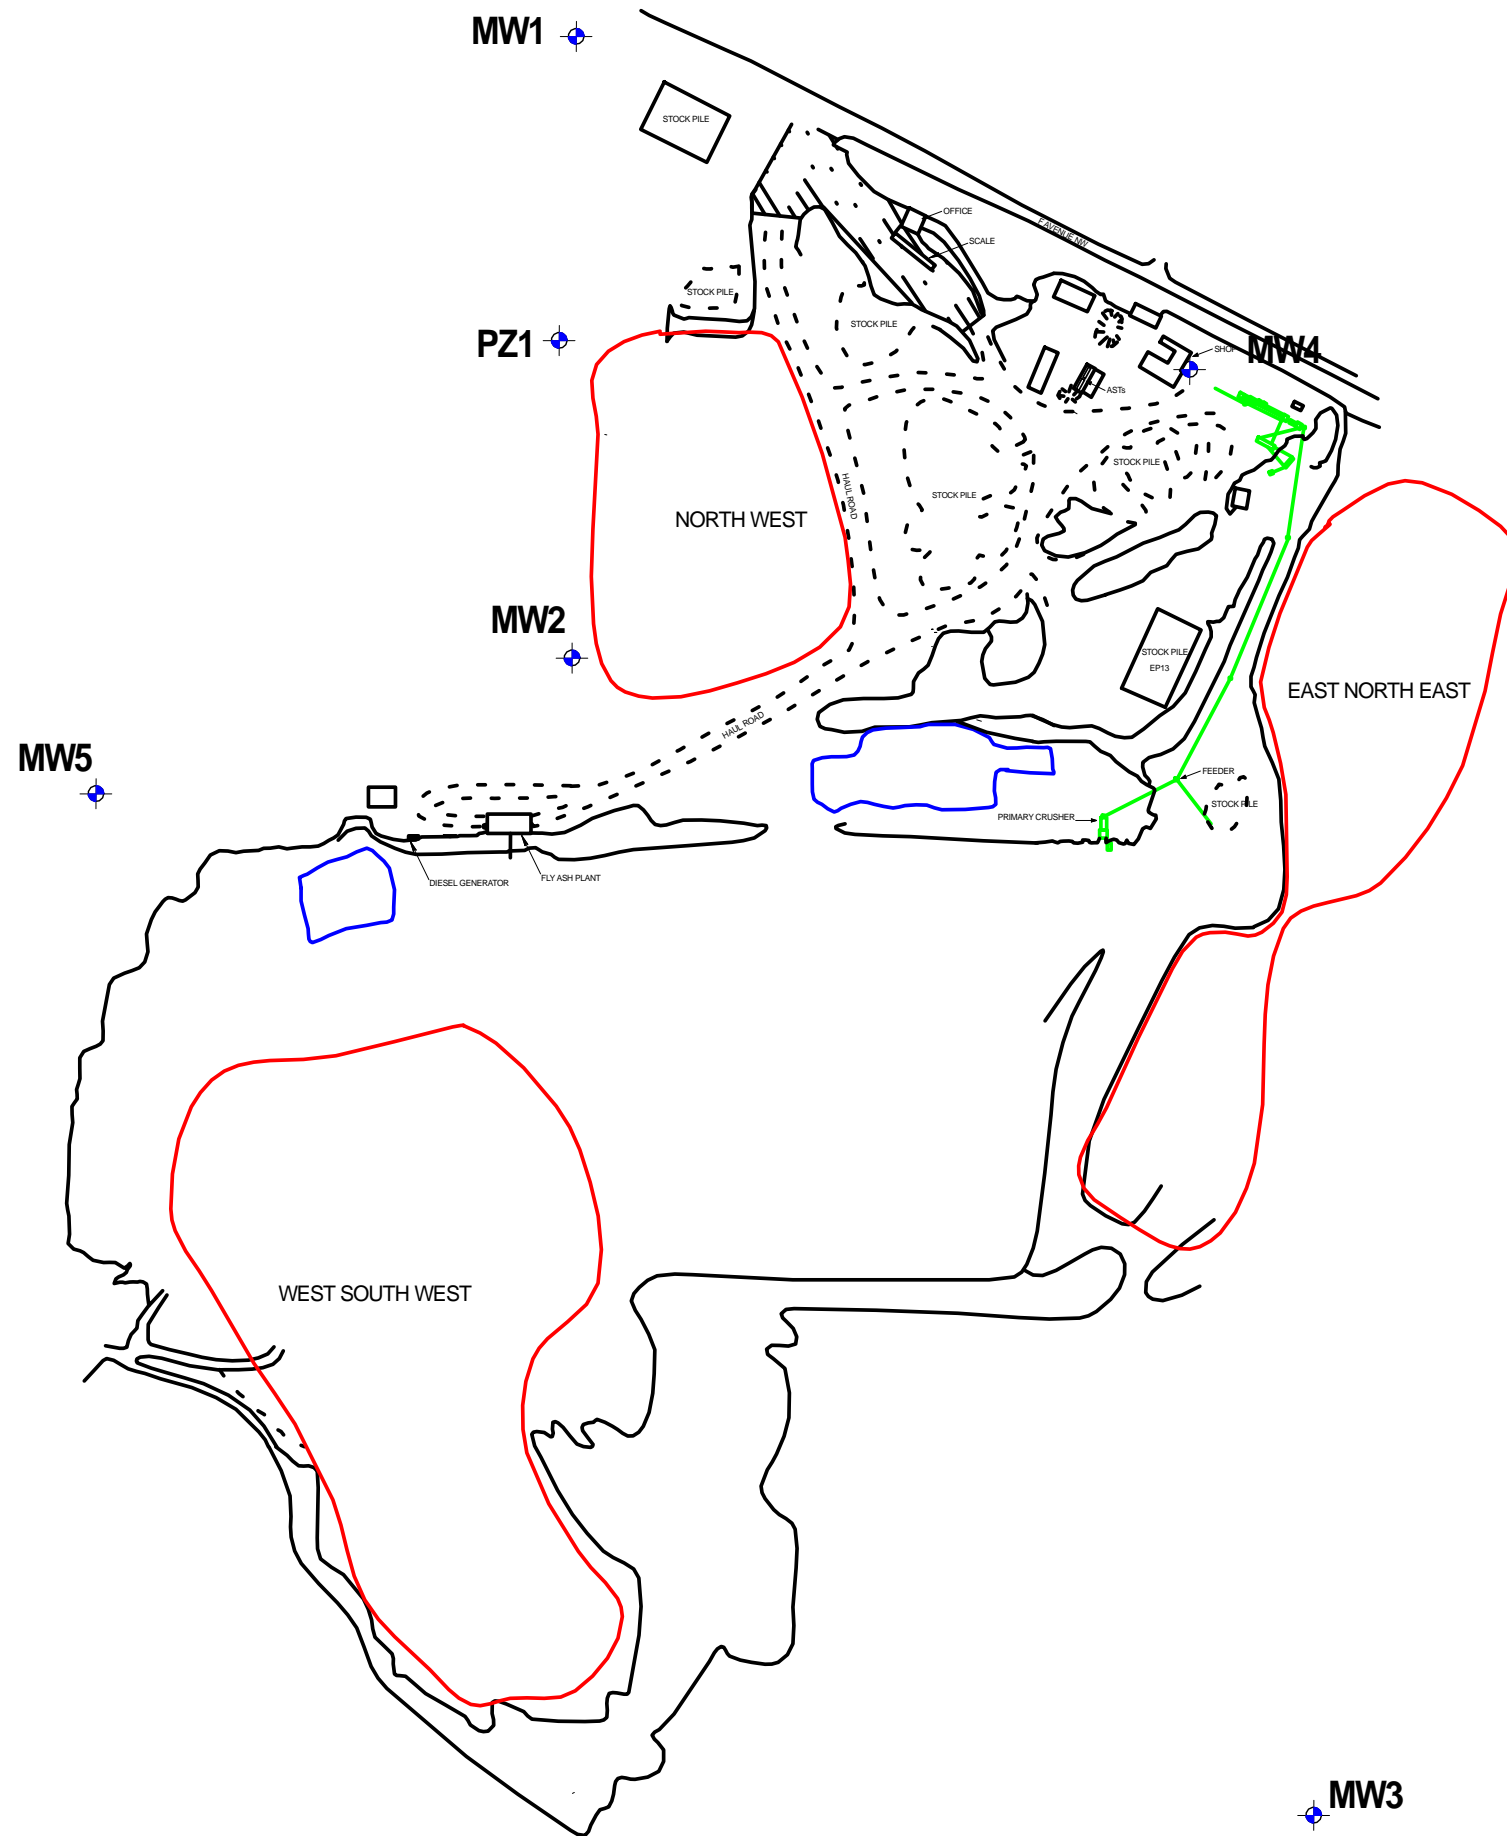 MW1
STOCK PILE
OFFICE
F AVENUE NW
SCALE
STOCK PILE
STOCK PILE
PZ1
SHOP
MW4
ASTs
STOCK PILE
HAUL ROAD
STOCK PILE
NORTH WEST
MW2
STOCK PILE
EP13
EAST NORTH EAST
HAUL ROAD
MW5
FEEDER
STOCK PILE
PRIMARY CRUSHER
DIESEL GENERATOR
FLY ASH PLANT
WEST SOUTH WEST
MW3